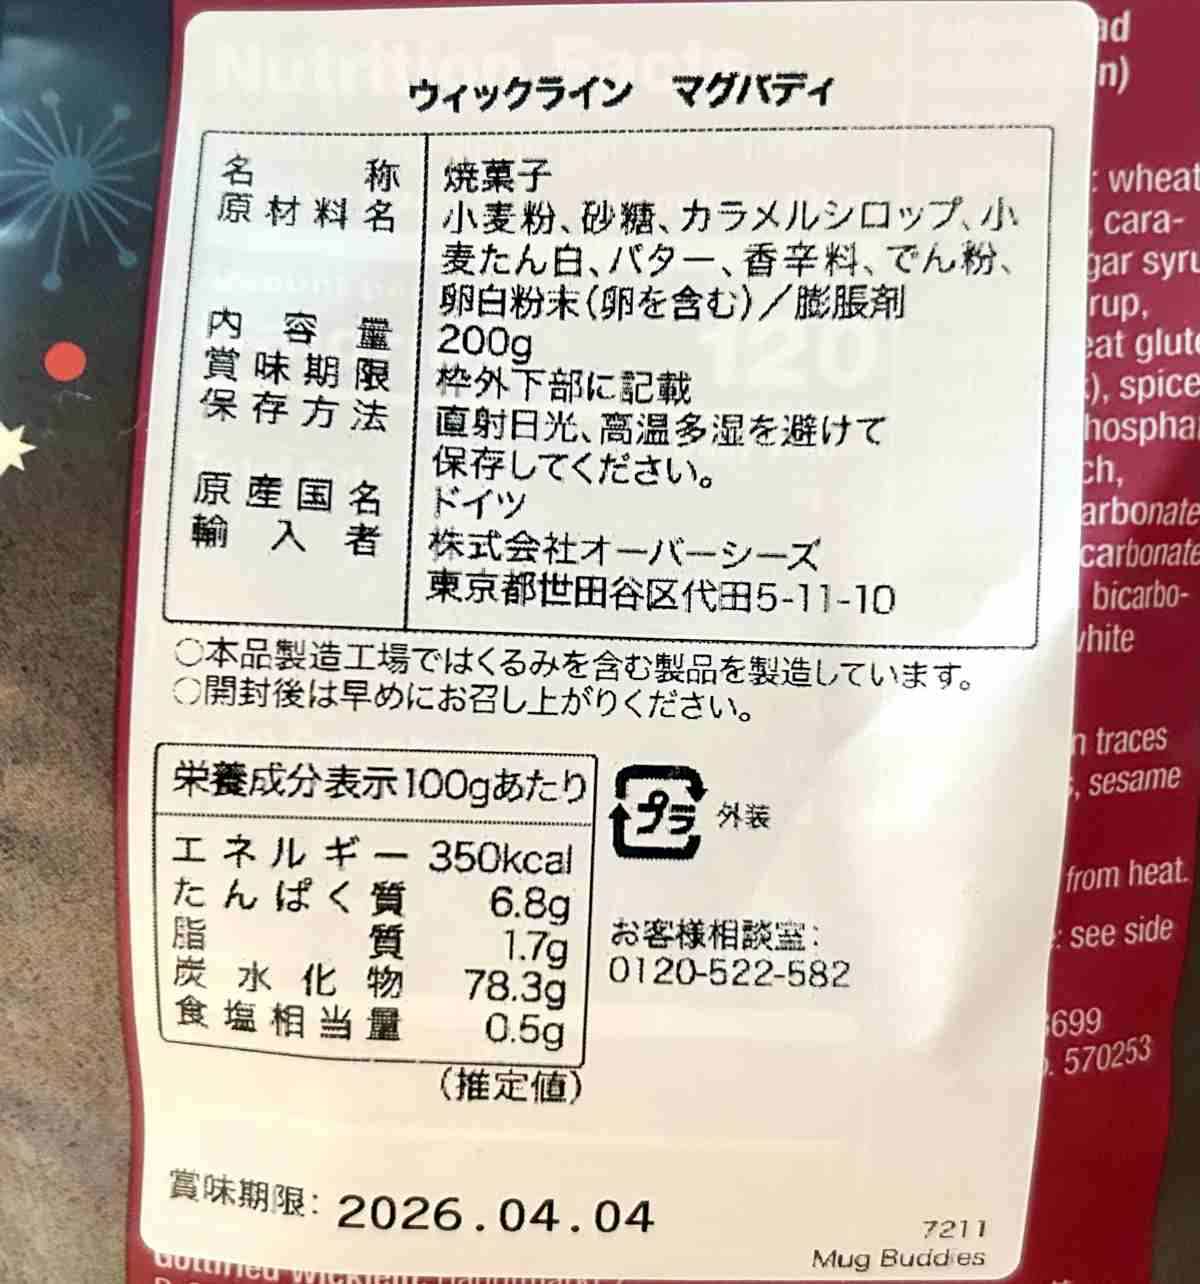 ウィックライン マグバディ
名称 焼菓子
原材料名 小麦粉、砂糖、カラメルシロップ、小
麦たん白、バター、香辛料、でん粉、
卵白粉末(卵を含む)/膨脹剤
内容量 200g
賞味期限 枠外下部に記載
保存方法 直射日光、高温多湿を避けて
保存してください。
原産国名 ドイツ
輸入者 株式会社オーバーシーズ
東京都世田谷区代田5-11-10
○本品製造工場ではくるみを含む製品を製造しています。
○開封後は早めにお召し上がりください。
栄養成分表示100gあたり
エネルギー 350kcal
たんぱく質 6.8g
脂質 1.7g
炭水化物 78.3g
食塩相当量 0.5g
(推定値)
プラ 外装
お客様相談室:
0120-522-582
賞味期限: 2026.04.04
7211
Mug Buddies
Nutrition Facts
120
: wheat
, cara-
gar syru
rup,
eat glute
), spice
hospha
ch,
arbonate
carbonate
bicarbo-
white
n traces
, sesame
from heat.
: see side
699
. 570253